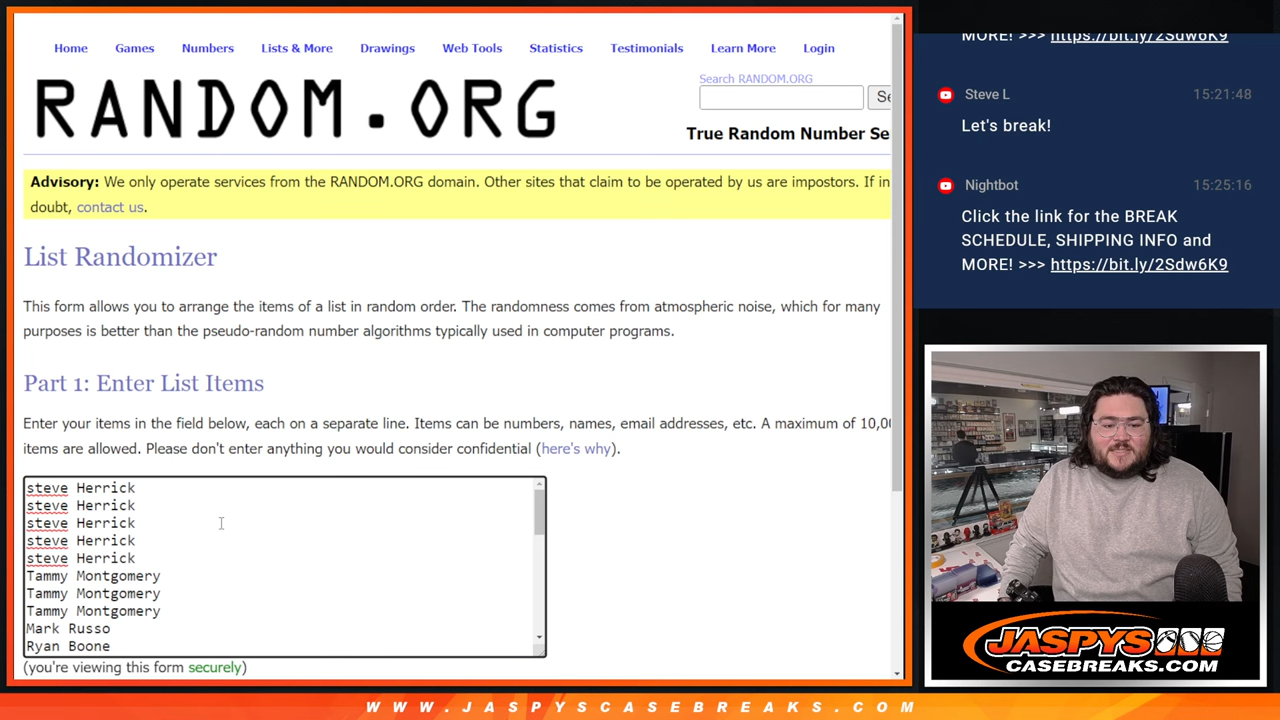 Home Games Numbers Lists & More Drawings Web Tools Statistics Testimonials Learn More Login
RANDOM.ORG
Search RANDOM.ORG
Se
True Random Number Se
Advisory: We only operate services from the RANDOM.ORG domain. Other sites that claim to be operated by us are impostors. If in
doubt, contact us.
List Randomizer
This form allows you to arrange the items of a list in random order. The randomness comes from atmospheric noise, which for many
purposes is better than the pseudo-random number algorithms typically used in computer programs.
Part 1: Enter List Items
Enter your items in the field below, each on a separate line. Items can be numbers, names, email addresses, etc. A maximum of 10,00
items are allowed. Please don't enter anything you would consider confidential (here's why).
steve Herrick
steve Herrick
steve Herrick
steve Herrick
steve Herrick
Tammy Montgomery
Tammy Montgomery
Tammy Montgomery
Mark Russo
Ryan Boone
(you're viewing this form securely)
MORE! >>> https://bit.ly/2Sdw6K9
Steve L 15:21:48
Let's break!
Nightbot 15:25:16
Click the link for the BREAK
SCHEDULE, SHIPPING INFO and
MORE! >>> https://bit.ly/2Sdw6K9
JASPYS
CASEBREAKS.COM
WWW.JASPYSCASEBREAKS.COM